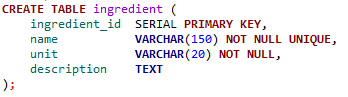 CREATE TABLE ingredient (
    ingredient_id  SERIAL PRIMARY KEY,
    name           VARCHAR(150) NOT NULL UNIQUE,
    unit           VARCHAR(20) NOT NULL,
    description    TEXT
);